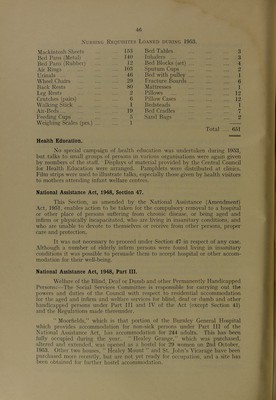 46
Nursing Requisites Loaned during 1953.
Mackintosh Sheets ... 155 Bed Tables ... 3
Bed Pans (Metal) ... 140 Inhalers ... 3
Bed Pans (Rubber) ... 12 Bed Blocks (set) ... 4
Air Rings ... 102 Sputum Cups ... 2
Urinals ... 46 Bed with pulley ... 1
Wheel Chairs ... 29 Fracture Boards ... 6
Back Rests ... 86 Mattresses ... 1
Leg Rests ... 2 Pillows ... 12
Crutches (pairs) ... 6 Pillow Cases ... 12
Walking Stick ... 1 Bedsteads ... 1
Air-Beds ... 19 Bed Cradles ... 7
Feeding Cups ... 5 Sand Bags ... 2
Weighing Scales (prs.) ... 1
Total ... 651
Health Education.
No special campaign of health education was undertaken during 1953,
but talks to small groups of persons in various organisations were again given
by members of the staff. Displays of material provided by the Central Council
for Health Education were arranged. Pamphlets were distributed at clinics.
Film strips were used to illustrate talks, especially those given by health visitors
to mothers attending infant welfare centres.
National Assistance Act, 1948, Section 47.
This Section, as amended by the National Assistance (Amendment)
Act, 1951, enables action to be taken for the compulsory removal to a hospital
or other place of persons suffering from chronic disease, or being aged and
infirm or physically incapacitated, who are living in insanitary conditions, and
who are unable to devote to themselves or receive from other persons, proper
care and protection.
It was not necessary to proceed under Section 47 in respect of any case.
Although a number of elderly infirm persons were found living in insanitary
conditions it was possible to persuade them to accept hospital or other accom-
modation for their well-being.
National Assistance Act, 1948, Part III.
Welfare of the Blind, Deaf or Dumb and other Permanently Handicapped
Persons.—The Social Services Committee is responsible for carrying out the
powers and duties of the Council with respect to residential accommodation
for the aged and infirm and welfare services for blind, deaf or dumb and other
handicapped persons under Part III and IV of the Act (except Section 41)
and the Regulations made thereunder.
" Moorfields," which is that portion of the Burnley General Hospital
which provides accommodation for non-sick persons under Part III of the
National Assistance Act, has accommodation for 244 adults. This has been
fully occupied during the year. " Healey Grange," which was purchased,
altered and extended, was opened as a hostel for 29 women on 2nd October,
1953. Other two houses, " Healey Mount " and St. John's Vicarage have been
purchased more recently, but are not yet ready for occupation, and a site has
been obtained for further hostel accommodation.